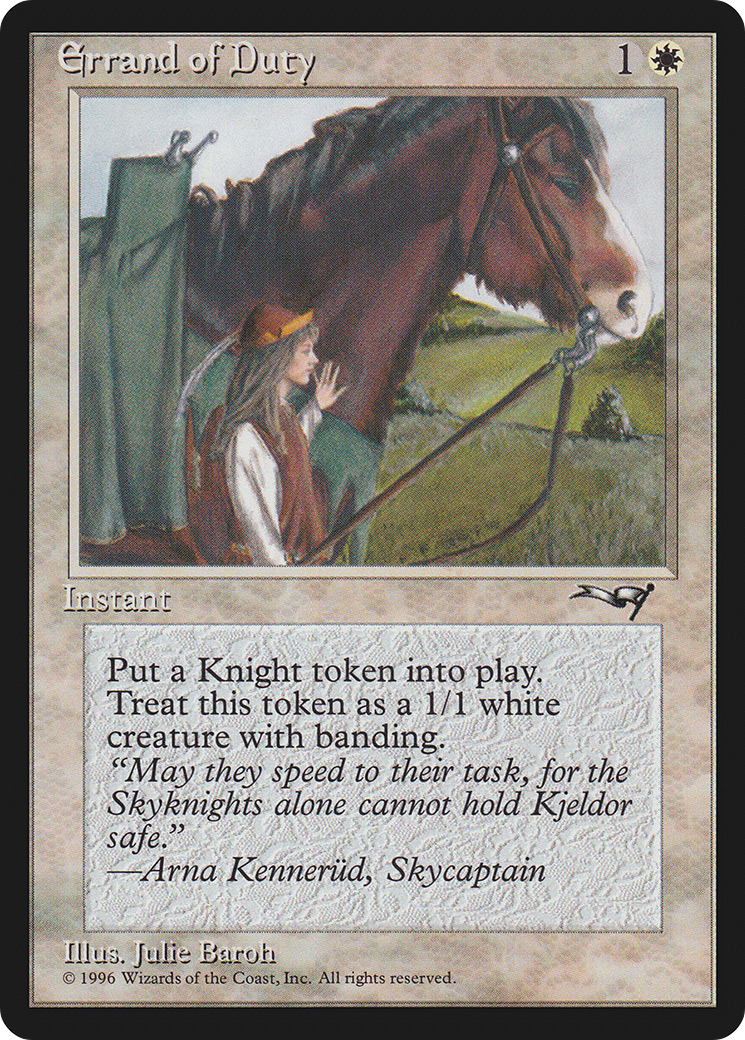 Errand of Duty 1
Instant
Put a Knight token into play.
Treat this token as a 1/1 white
creature with banding.
“May they speed to their task, for the
Skyknights alone cannot hold Kjeldor
safe.”
—Arna Kennerüd, Skycaptain
Illus. Julie Baroh
© 1996 Wizards of the Coast, Inc. All rights reserved.